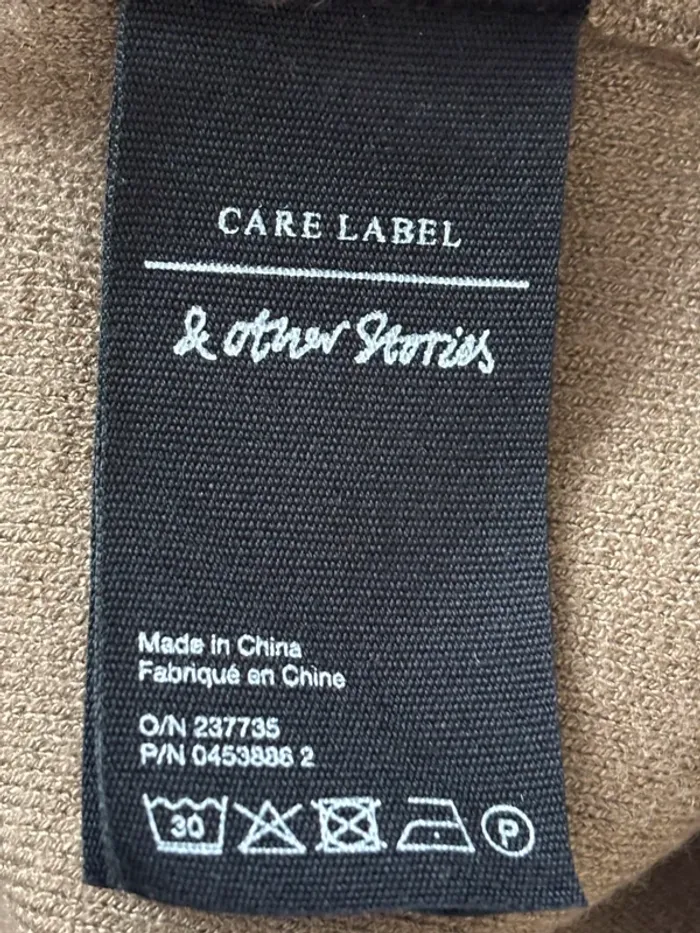 CARE LABEL
& other Stories
Made in China
Fabriqué en Chine
O/N 237735
P/N 0453886 2
30
P